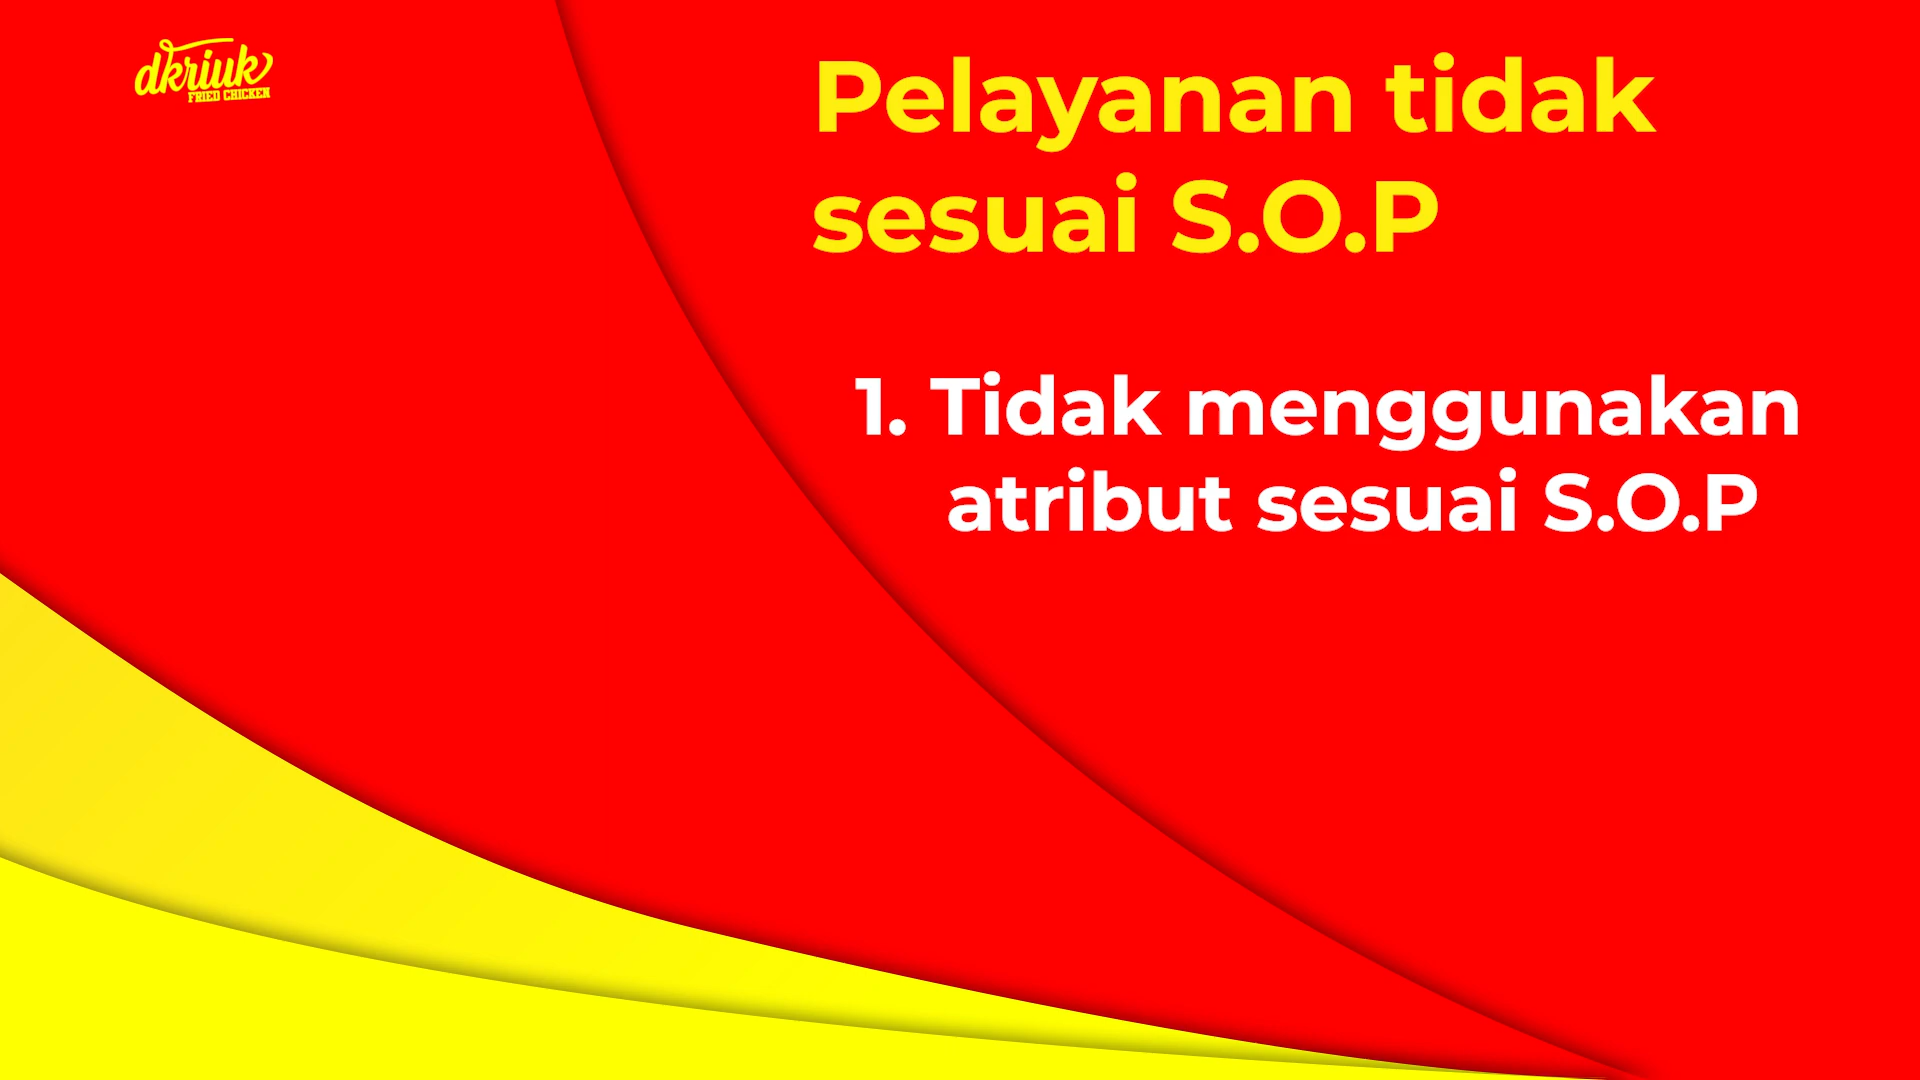 dkriuk
FRIED CHICKEN
Pelayanan tidak
sesuai S.O.P
1. Tidak menggunakan
atribut sesuai S.O.P